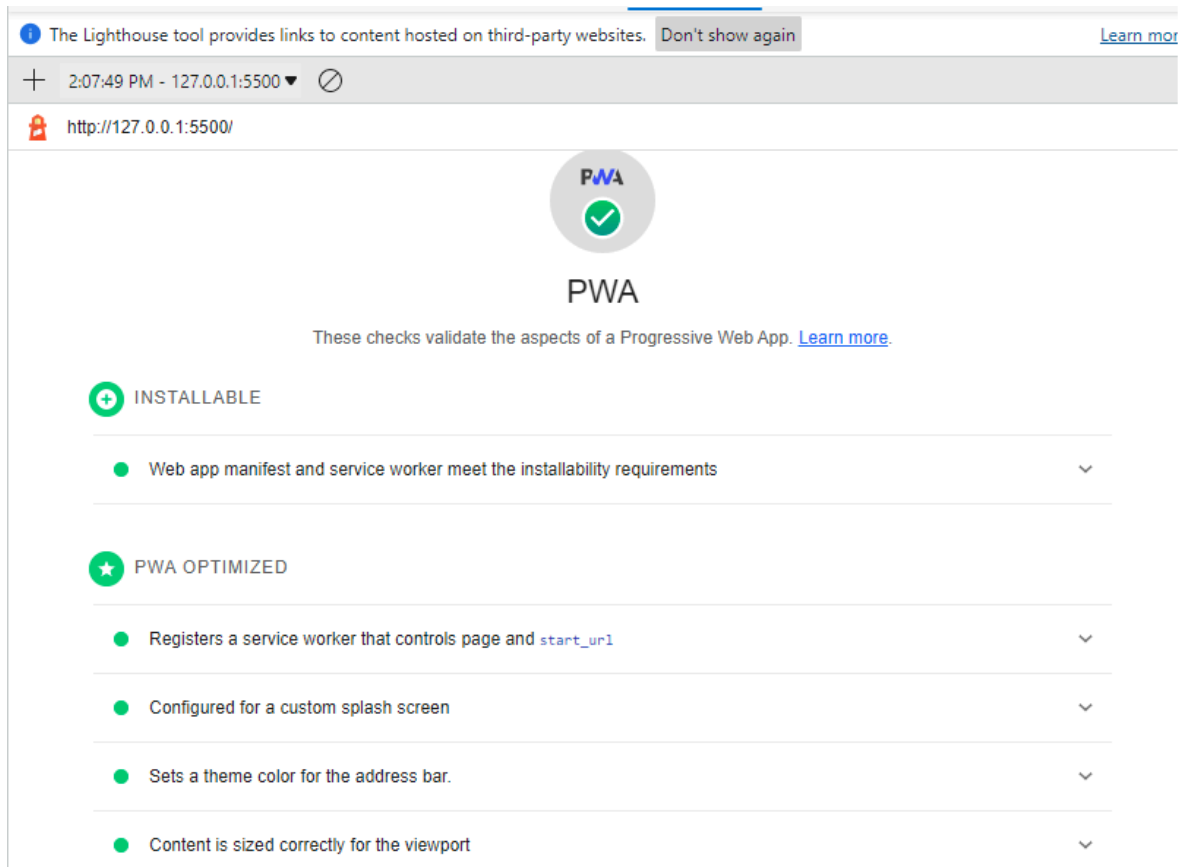 The Lighthouse tool provides links to content hosted on third-party websites. Don't show again Learn mor
2:07:49 PM - 127.0.0.1:5500
http://127.0.0.1:5500/
PWA
PWA
These checks validate the aspects of a Progressive Web App. Learn more.
INSTALLABLE
Web app manifest and service worker meet the installability requirements
PWA OPTIMIZED
Registers a service worker that controls page and start_url
Configured for a custom splash screen
Sets a theme color for the address bar.
Content is sized correctly for the viewport